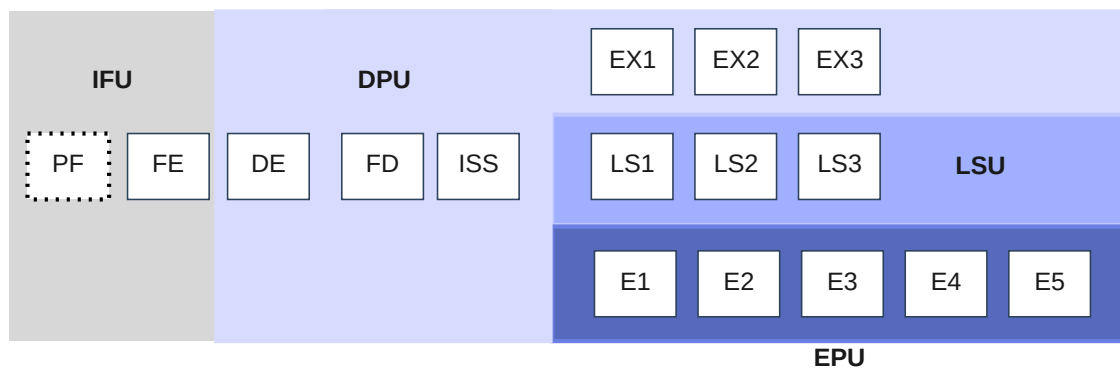 IFU
DPU
EX1 EX2 EX3
PF FE DE FD ISS
LS1 LS2 LS3 LSU
E1 E2 E3 E4 E5
EPU